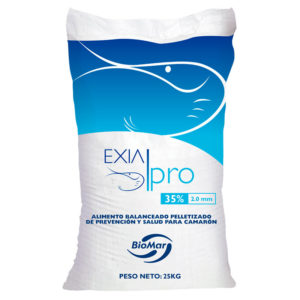 EXIA
pro
35% 2.0 mm
ALIMENTO BALANCEADO PELLETIZADO
DE PREVENCIÓN Y SALUD PARA CAMARÓN
BioMar
PESO NETO: 25KG